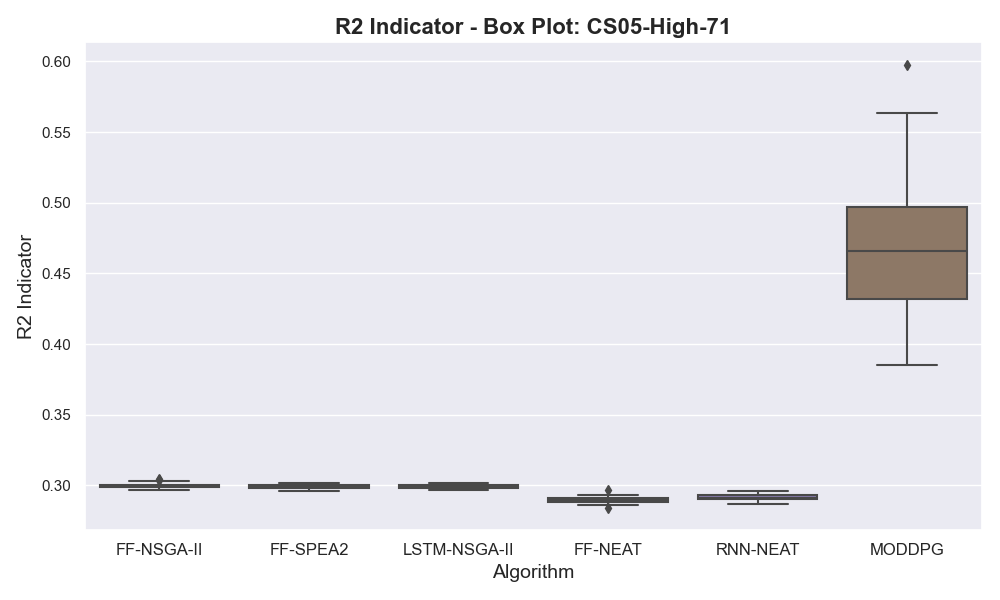 R2 Indicator - Box Plot: CS05-High-71
0.60
0.55
0.50
0.45
0.40
0.35
0.30
R2 Indicator
FF-NSGA-II FF-SPEA2 LSTM-NSGA-II FF-NEAT RNN-NEAT MODDPG
Algorithm